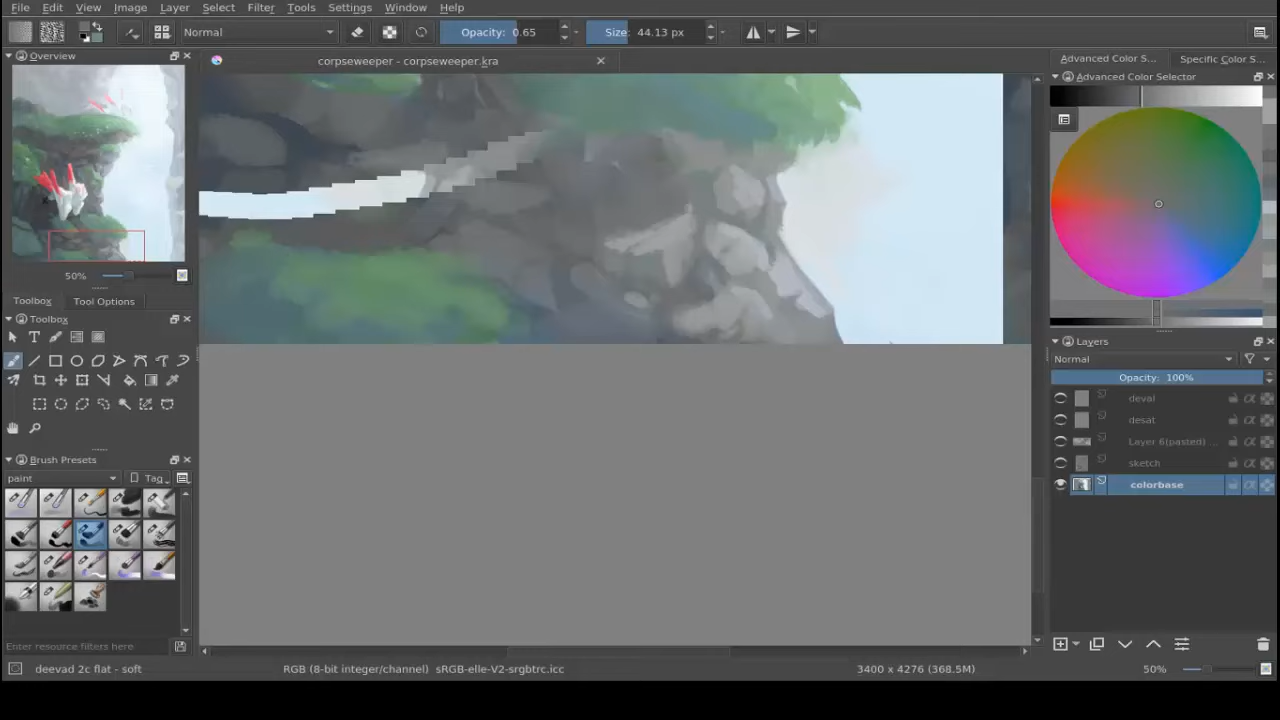 File Edit View Image Layer Select Filter Tools Settings Window Help
Normal Opacity: 0.65 Size: 44.13 px
Overview
corpseweeper - corpseweeper.kra
Advanced Color S... Specific Color S...
Advanced Color Selector
50%
Toolbox Tool Options
Toolbox
Layers
Normal
Opacity: 100%
deval
desat
Layer 6(pasted) ...
sketch
colorbase
Brush Presets
paint Tag
Enter resource filters here
deevad 2c flat - soft RGB (8-bit integer/channel) sRGB-elle-V2-srgbtrc.icc 3400 x 4276 (368.5M) 50%